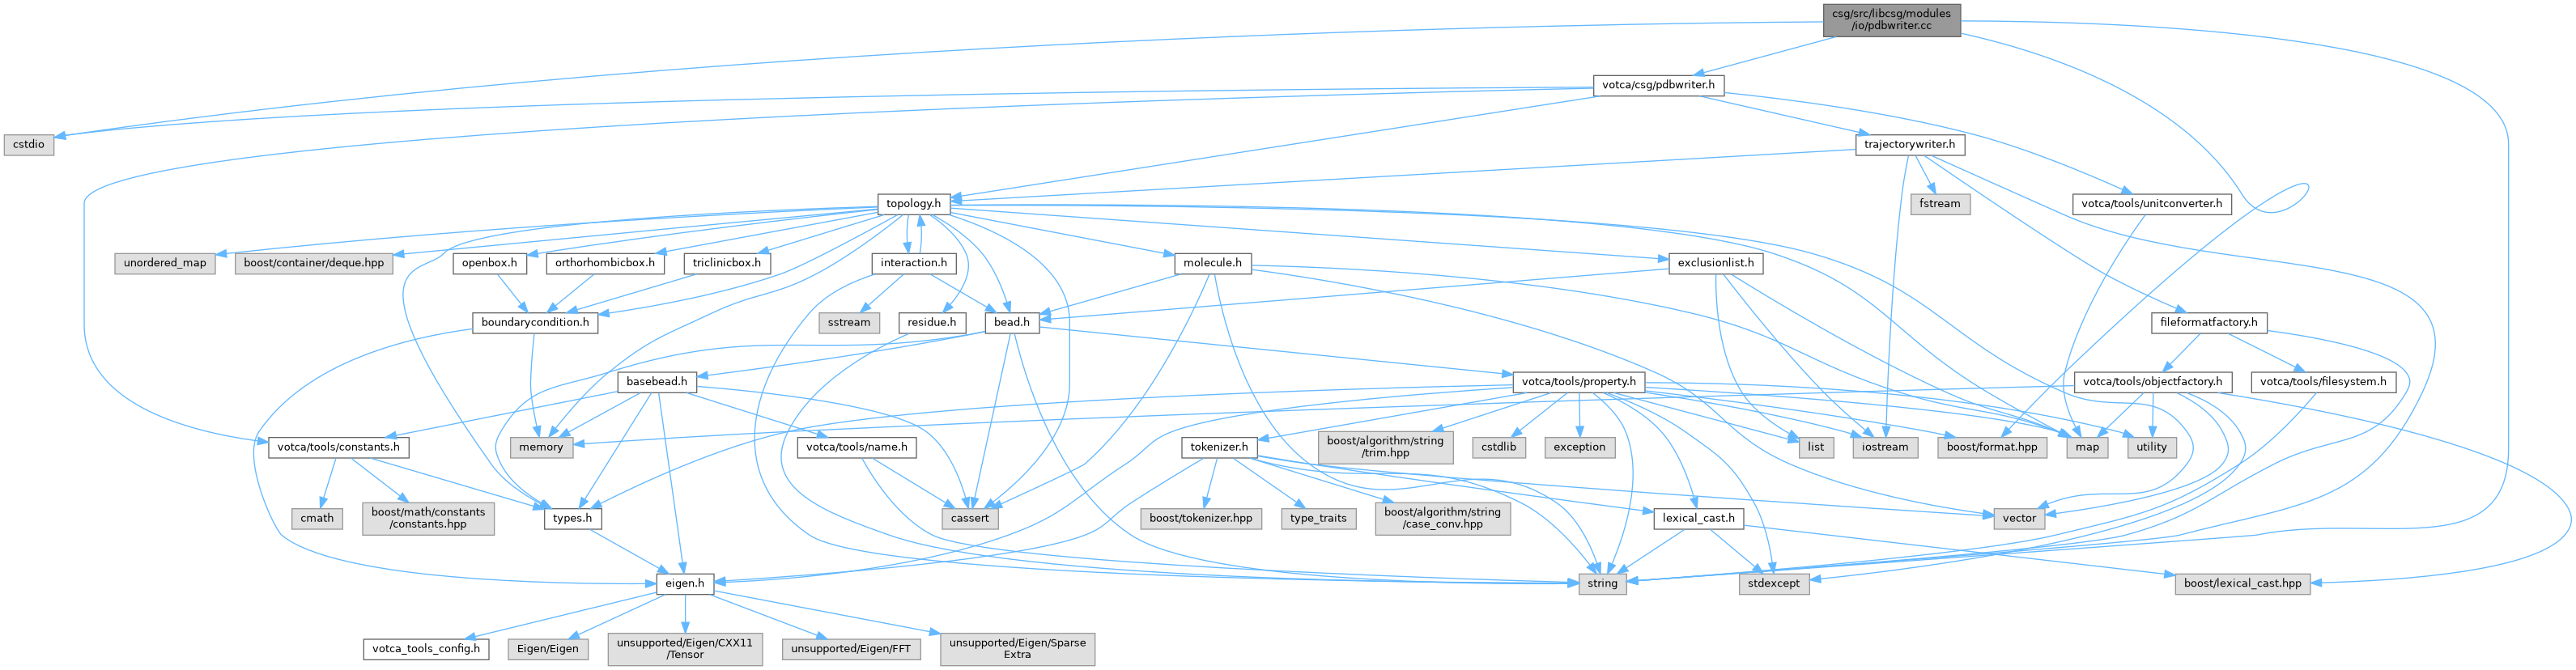 csg/src/libcsg/modules
/io/pdbwriter.cc
votca/csg/pdbwriter.h
cstdio
trajectorywriter.h
topology.h
fstream
votca/tools/unitconverter.h
unordered_map
boost/container/deque.hpp
openbox.h
orthorhombicbox.h
triclinicbox.h
interaction.h
molecule.h
exclusionlist.h
boundarycondition.h
sstream
residue.h
bead.h
fileformatfactory.h
basebead.h
votca/tools/property.h
votca/tools/objectfactory.h
votca/tools/filesystem.h
votca/tools/constants.h
memory
votca/tools/name.h
tokenizer.h
boost/algorithm/string
/trim.hpp
cstdlib
exception
list
iostream
boost/format.hpp
map
utility
cmath
boost/math/constants
/constants.hpp
types.h
cassert
boost/tokenizer.hpp
type_traits
boost/algorithm/string
/case_conv.hpp
lexical_cast.h
vector
eigen.h
string
stdexcept
boost/lexical_cast.hpp
votca_tools_config.h
Eigen/Eigen
unsupported/Eigen/CXX11
/Tensor
unsupported/Eigen/FFT
unsupported/Eigen/Sparse
Extra